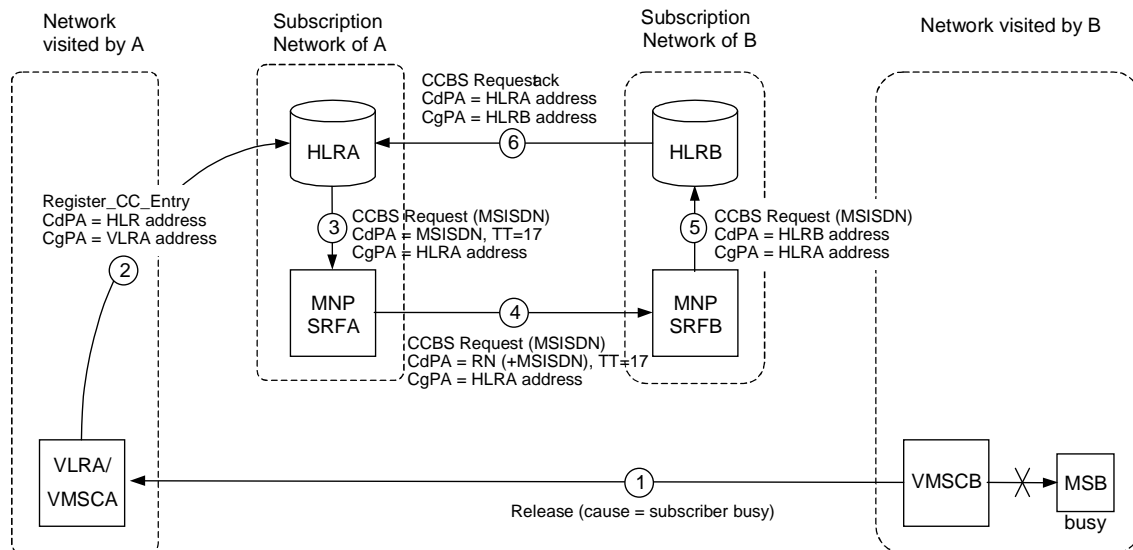 Network
visited by A
Subscription
Network of A
Subscription
Network of B
Network visited by B
CCBS Requestack
CdPA = HLRA address
CgPA = HLRB address
HLRA
6
HLRB
Register_CC_Entry
CdPA = HLR address
CgPA = VLRA address
2
3
CCBS Request (MSISDN)
CdPA = MSISDN, TT=17
CgPA = HLRA address
5
CCBS Request (MSISDN)
CdPA = HLRB address
CgPA = HLRA address
MNP
SRFA
4
MNP
SRFB
CCBS Request (MSISDN)
CdPA = RN (+MSISDN), TT=17
CgPA = HLRA address
VLRA/
VMSCA
1
Release (cause = subscriber busy)
VMSCB
MSB
busy